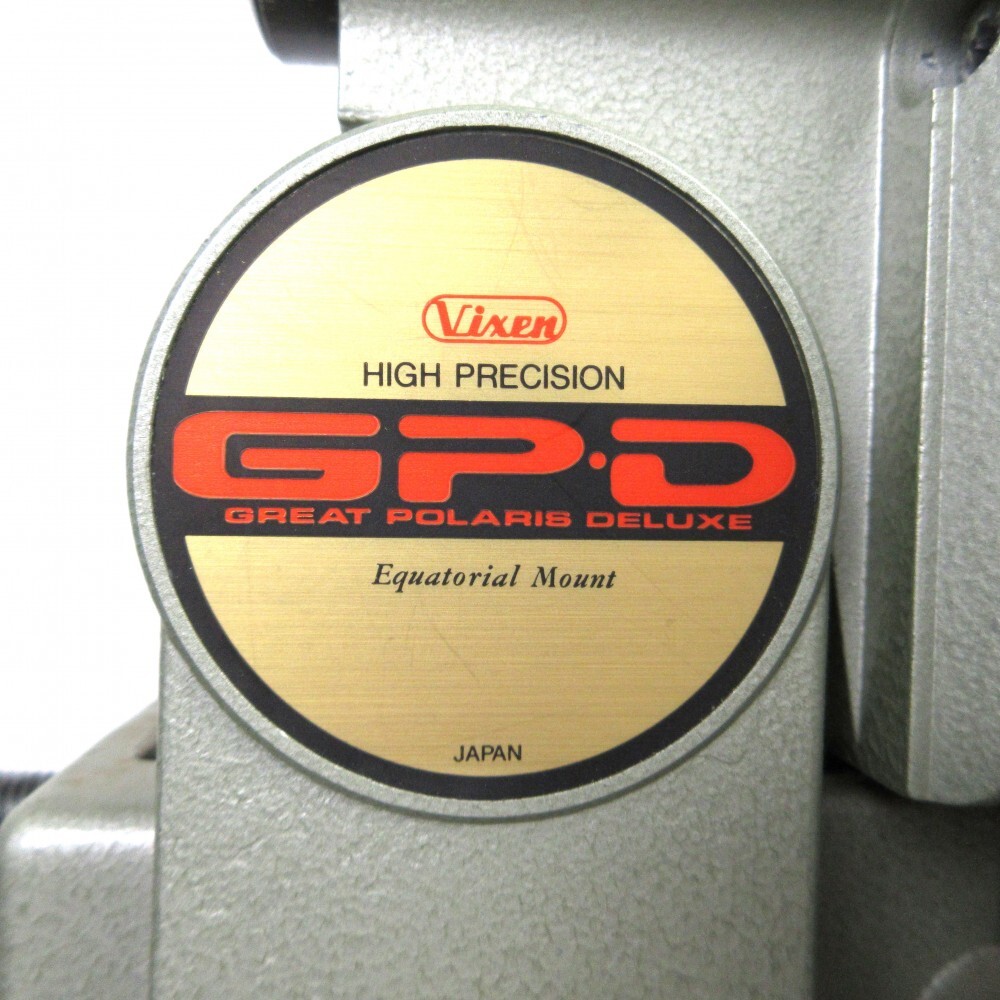 Vixen
HIGH PRECISION
GP·D
GREAT POLARIS DELUXE
Equatorial Mount
JAPAN